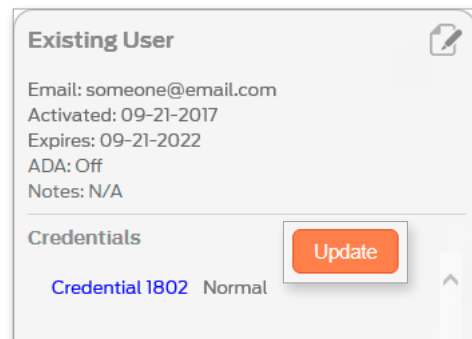 Existing User
Email: someone@email.com
Activated: 09-21-2017
Expires: 09-21-2022
ADA: Off
Notes: N/A
Credentials
Update
Credential 1802 Normal